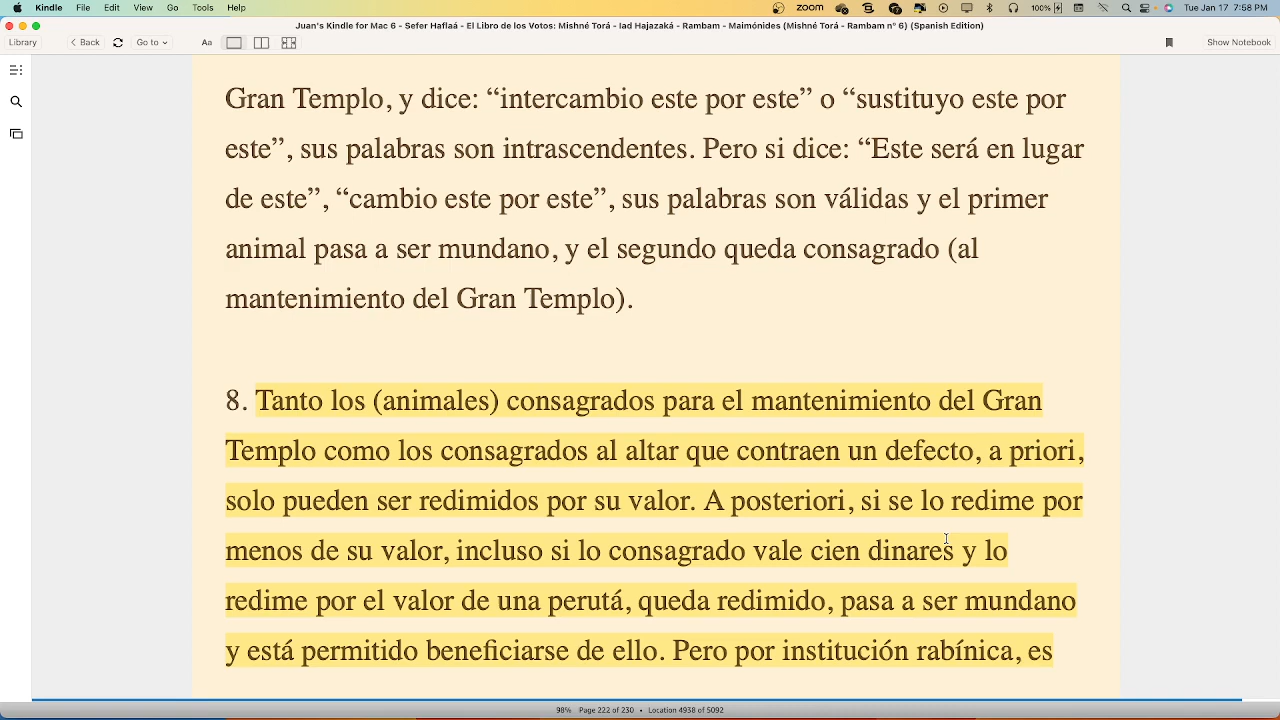 Kindle File Edit View Go Tools Help zoom 100% Tue Jan 17 7:58 PM
Juan's Kindle for Mac 6 - Sefer Haflaá - El Libro de los Votos: Mishné Torá - Iad Hajazaká - Rambam - Maimónides (Mishné Torá - Rambam nº 6) (Spanish Edition)
Library Back Go to Aa Show Notebook
Gran Templo, y dice: “intercambio este por este” o “sustituyo este por
este”, sus palabras son intrascendentes. Pero si dice: “Este será en lugar
de este”, “cambio este por este”, sus palabras son válidas y el primer
animal pasa a ser mundano, y el segundo queda consagrado (al
mantenimiento del Gran Templo).
8. Tanto los (animales) consagrados para el mantenimiento del Gran
Templo como los consagrados al altar que contraen un defecto, a priori,
solo pueden ser redimidos por su valor. A posteriori, si se lo redime por
menos de su valor, incluso si lo consagrado vale cien dinares y lo
redime por el valor de una perutá, queda redimido, pasa a ser mundano
y está permitido beneficiarse de ello. Pero por institución rabínica, es
98% Page 222 of 230 • Location 4938 of 5092